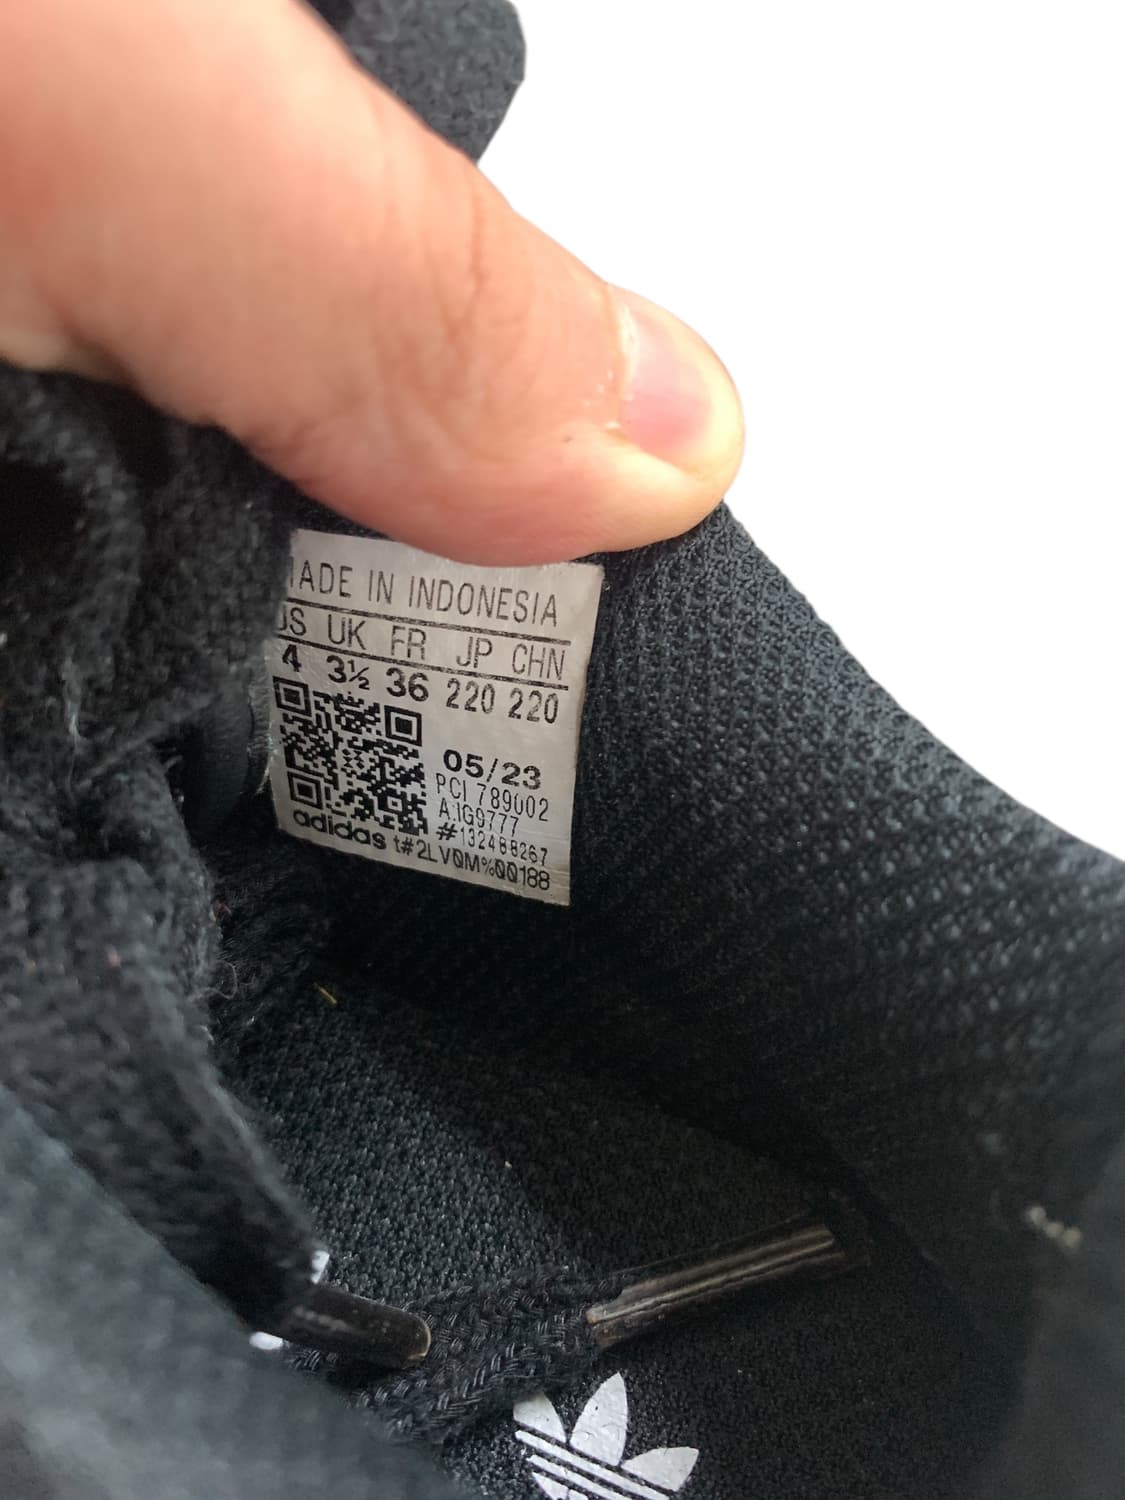 MADE IN INDONESIA
US UK FR JP CHN
4 3½ 36 220 220
05/23
PCI 789002
A.IG9777
#132488267
adidas t#2LV0M%00188